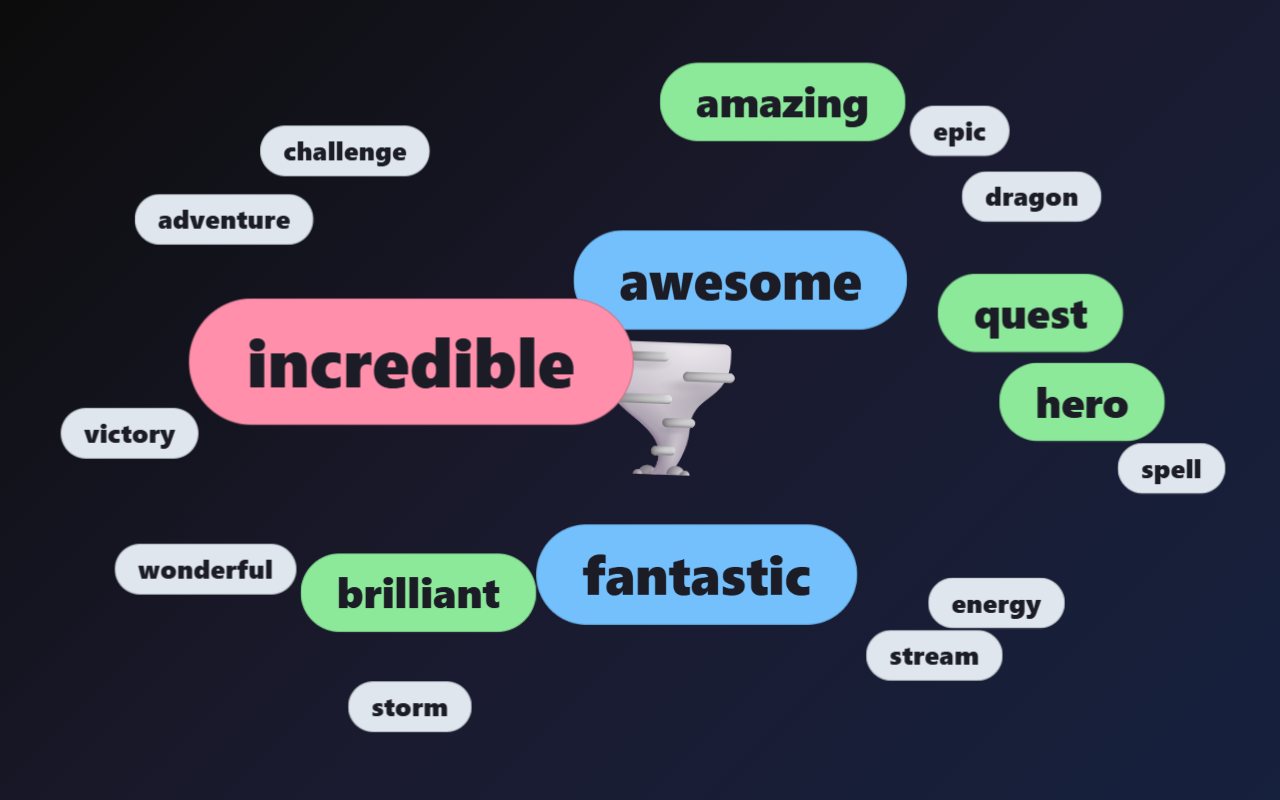 amazing
epic
challenge
dragon
adventure
awesome
quest
incredible
hero
victory
spell
wonderful
brilliant
fantastic
energy
stream
storm